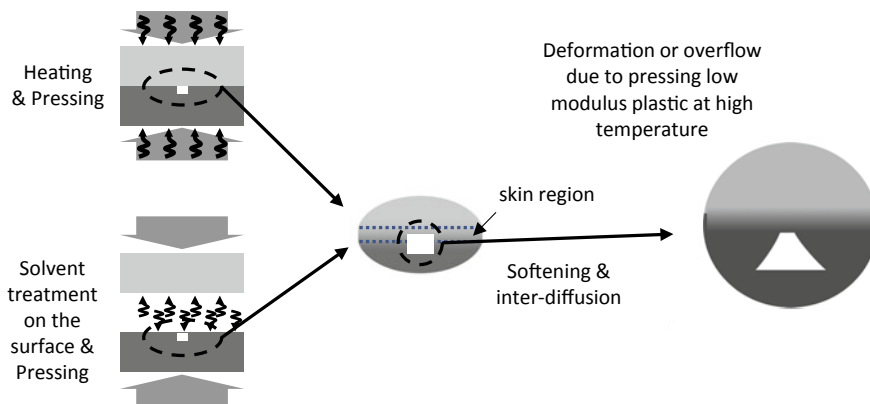 Heating
& Pressing
Solvent
treatment
on the
surface &
Pressing
skin region
Softening &
inter-diffusion
Deformation or overflow
due to pressing low
modulus plastic at high
temperature